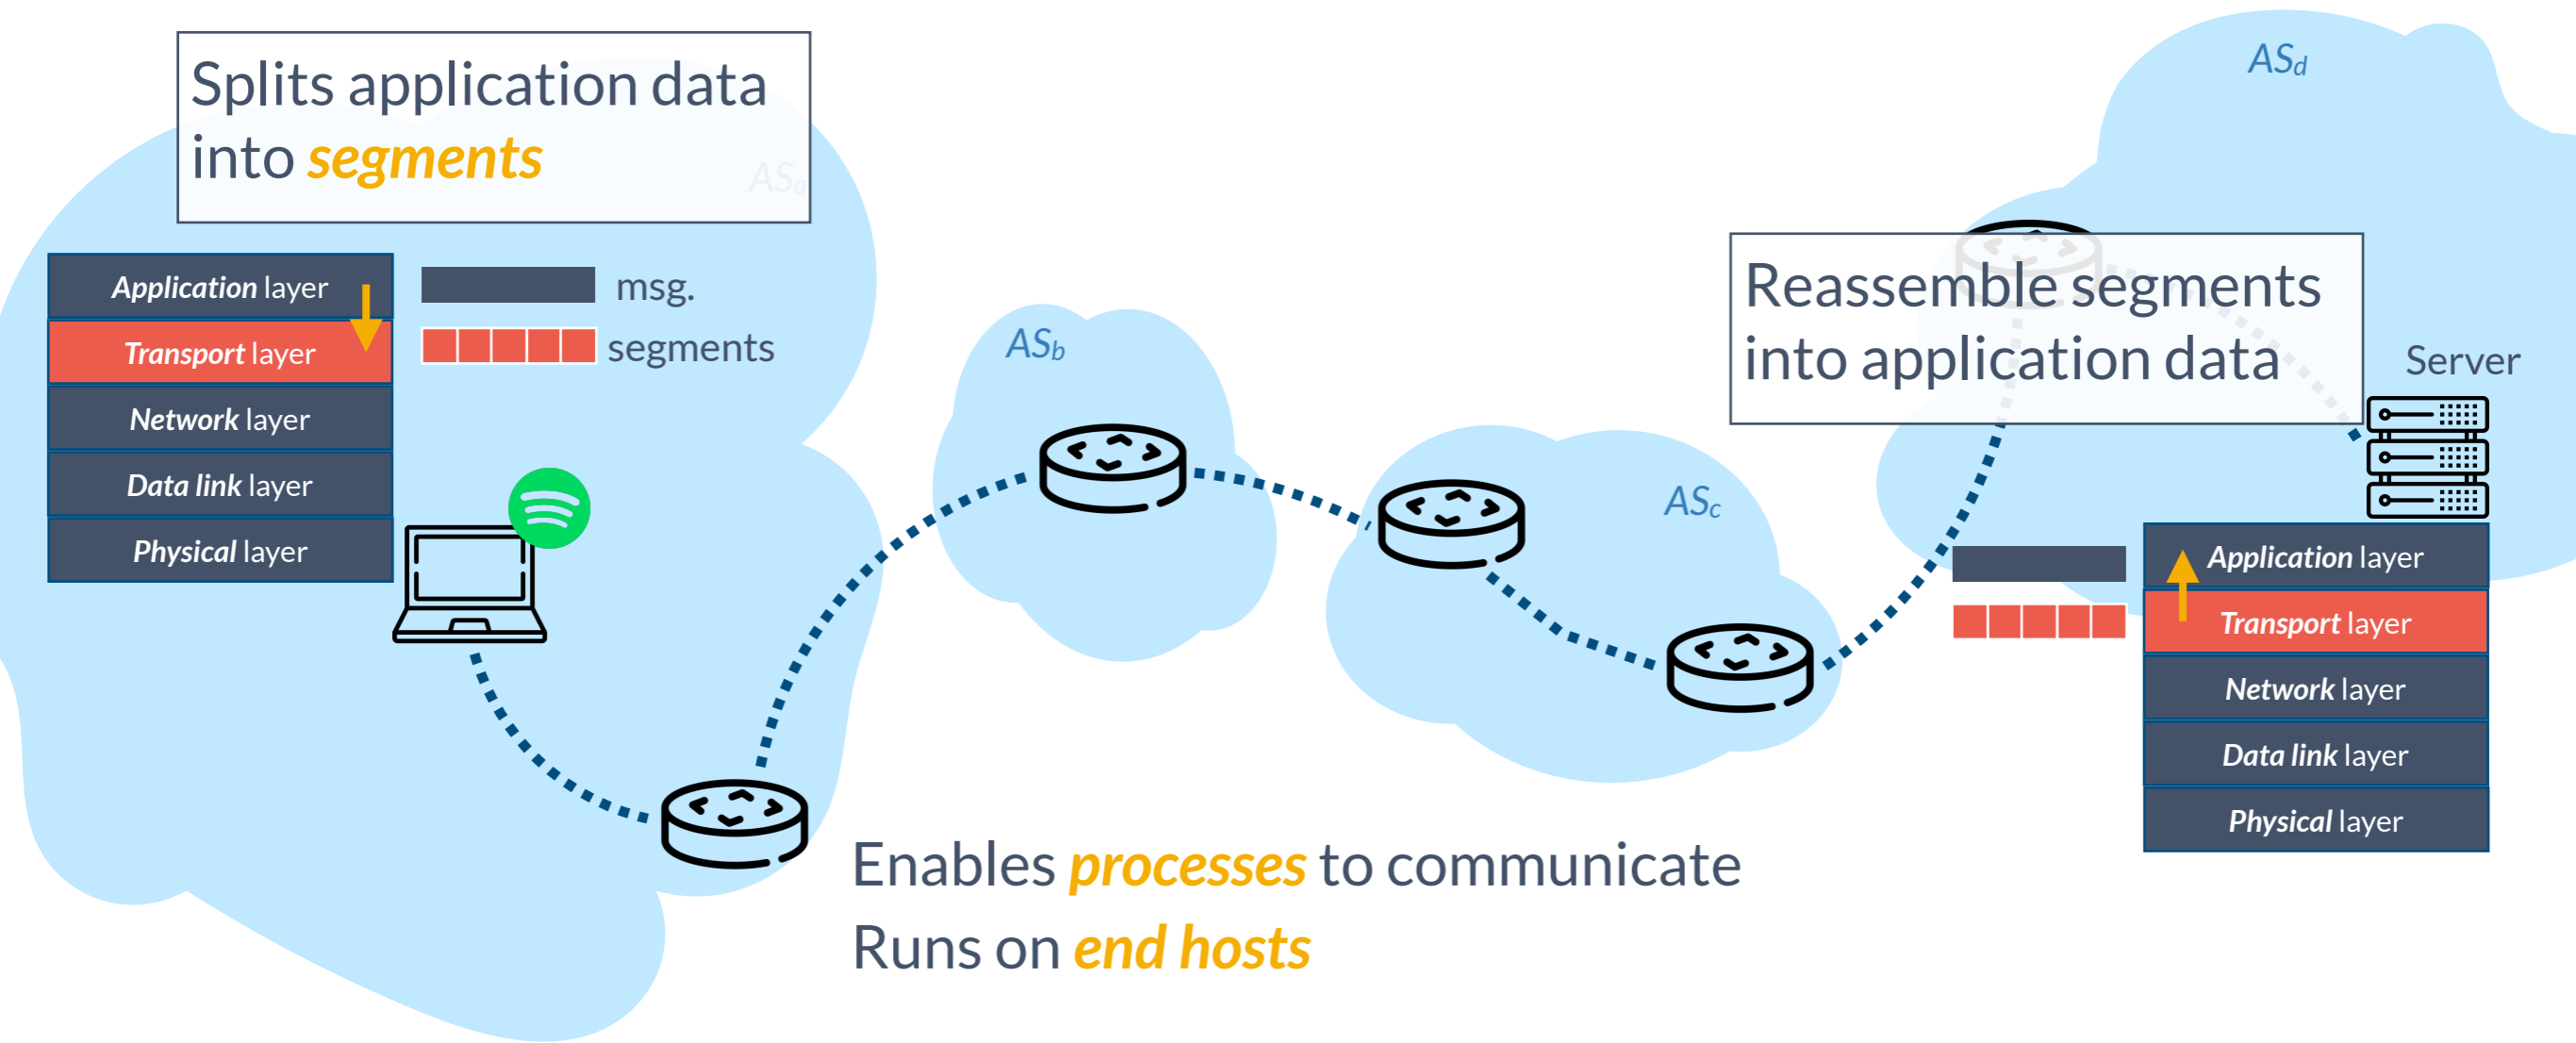 Splits application data
into segments
ASa
Application layer
Transport layer
Network layer
Data link layer
Physical layer
msg.
segments
ASb
ASc
ASd
Reassemble segments
into application data
Server
Application layer
Transport layer
Network layer
Data link layer
Physical layer
Enables processes to communicate
Runs on end hosts